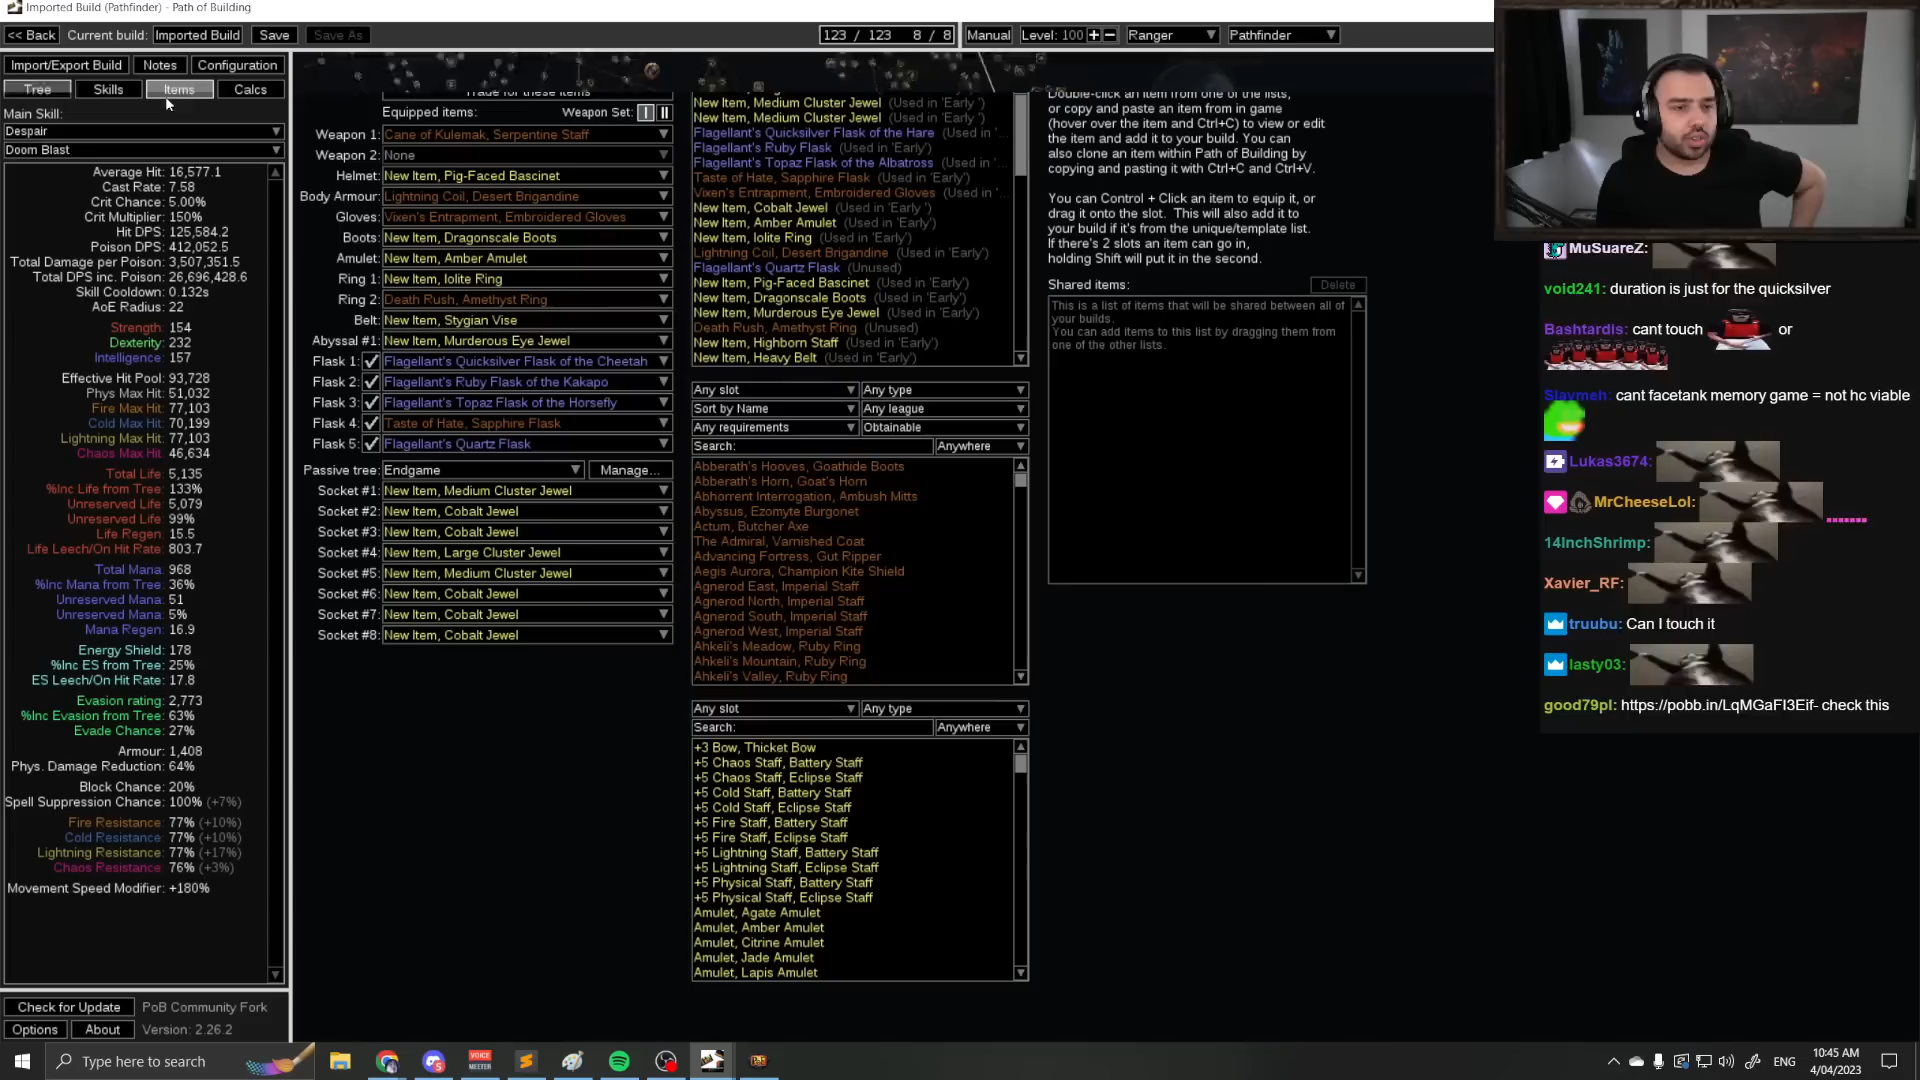 Imported Build (Pathfinder) - Path of Building
<< Back
Current build:
Imported Build
Save
Save As
123 / 123   8 / 8
Manual
Level: 100
Ranger
Pathfinder
Import/Export Build
Notes
Configuration
Tree
Skills
Items
Calcs
Main Skill:
Despair
Doom Blast
Average Hit: 16,577.1
Cast Rate: 7.58
Crit Chance: 5.00%
Crit Multiplier: 150%
Hit DPS: 125,584.2
Poison DPS: 412,052.5
Total Damage per Poison: 3,507,351.5
Total DPS inc. Poison: 26,696,428.6
Skill Cooldown: 0.132s
AoE Radius: 22
Strength: 154
Dexterity: 232
Intelligence: 157
Effective Hit Pool: 93,728
Phys Max Hit: 51,032
Fire Max Hit: 77,103
Cold Max Hit: 70,199
Lightning Max Hit: 77,103
Chaos Max Hit: 46,634
Total Life: 5,135
%Inc Life from Tree: 133%
Unreserved Life: 5,079
Unreserved Life: 99%
Life Regen: 15.5
Life Leech/On Hit Rate: 803.7
Total Mana: 968
%Inc Mana from Tree: 36%
Unreserved Mana: 51
Unreserved Mana: 5%
Mana Regen: 16.9
Energy Shield: 178
%Inc ES from Tree: 25%
ES Leech/On Hit Rate: 17.8
Evasion rating: 2,773
%Inc Evasion from Tree: 63%
Evade Chance: 27%
Armour: 1,408
Phys. Damage Reduction: 64%
Block Chance: 20%
Spell Suppression Chance: 100% (+7%)
Fire Resistance: 77% (+10%)
Cold Resistance: 77% (+10%)
Lightning Resistance: 77% (+17%)
Chaos Resistance: 76% (+3%)
Movement Speed Modifier: +180%
Check for Update
PoB Community Fork
Options
About
Version: 2.26.2
Equipped items:
Weapon Set: I II
Weapon 1: Cane of Kulemak, Serpentine Staff
Weapon 2: None
Helmet: New Item, Pig-Faced Bascinet
Body Armour: Lightning Coil, Desert Brigandine
Gloves: Vixen's Entrapment, Embroidered Gloves
Boots: New Item, Dragonscale Boots
Amulet: New Item, Amber Amulet
Ring 1: New Item, Iolite Ring
Ring 2: Death Rush, Amethyst Ring
Belt: New Item, Stygian Vise
Abyssal #1: New Item, Murderous Eye Jewel
Flask 1: Flagellant's Quicksilver Flask of the Cheetah
Flask 2: Flagellant's Ruby Flask of the Kakapo
Flask 3: Flagellant's Topaz Flask of the Horsefly
Flask 4: Taste of Hate, Sapphire Flask
Flask 5: Flagellant's Quartz Flask
Passive tree: Endgame
Manage...
Socket #1: New Item, Medium Cluster Jewel
Socket #2: New Item, Cobalt Jewel
Socket #3: New Item, Cobalt Jewel
Socket #4: New Item, Large Cluster Jewel
Socket #5: New Item, Medium Cluster Jewel
Socket #6: New Item, Cobalt Jewel
Socket #7: New Item, Cobalt Jewel
Socket #8: New Item, Cobalt Jewel
New Item, Medium Cluster Jewel (Used in 'Early ')
New Item, Medium Cluster Jewel (Used in 'Early ')
Flagellant's Quicksilver Flask of the Hare (Used in '...
Flagellant's Ruby Flask (Used in 'Early')
Flagellant's Topaz Flask of the Albatross (Used in '...
Taste of Hate, Sapphire Flask (Used in 'Early')
Vixen's Entrapment, Embroidered Gloves (Used in '...
New Item, Cobalt Jewel (Used in 'Early ')
New Item, Amber Amulet (Used in 'Early')
New Item, Iolite Ring (Used in 'Early')
Lightning Coil, Desert Brigandine (Used in 'Early')
Flagellant's Quartz Flask (Unused)
New Item, Pig-Faced Bascinet (Used in 'Early')
New Item, Dragonscale Boots (Used in 'Early')
New Item, Murderous Eye Jewel (Used in 'Early')
Death Rush, Amethyst Ring (Unused)
New Item, Highborn Staff (Used in 'Early')
New Item, Heavy Belt (Used in 'Early')
Any slot
Any type
Sort by Name
Any league
Any requirements
Obtainable
Search:
Anywhere
Abberath's Hooves, Goathide Boots
Abberath's Horn, Goat's Horn
Abhorrent Interrogation, Ambush Mitts
Abyssus, Ezomyte Burgonet
Actum, Butcher Axe
The Admiral, Varnished Coat
Advancing Fortress, Gut Ripper
Aegis Aurora, Champion Kite Shield
Agnerod East, Imperial Staff
Agnerod North, Imperial Staff
Agnerod South, Imperial Staff
Agnerod West, Imperial Staff
Ahkeli's Meadow, Ruby Ring
Ahkeli's Mountain, Ruby Ring
Ahkeli's Valley, Ruby Ring
Any slot
Any type
Search:
Anywhere
+3 Bow, Thicket Bow
+5 Chaos Staff, Battery Staff
+5 Chaos Staff, Eclipse Staff
+5 Cold Staff, Battery Staff
+5 Cold Staff, Eclipse Staff
+5 Fire Staff, Battery Staff
+5 Fire Staff, Eclipse Staff
+5 Lightning Staff, Battery Staff
+5 Lightning Staff, Eclipse Staff
+5 Physical Staff, Battery Staff
+5 Physical Staff, Eclipse Staff
Amulet, Agate Amulet
Amulet, Amber Amulet
Amulet, Citrine Amulet
Amulet, Jade Amulet
Amulet, Lapis Amulet
Double-click an item from one of the lists,
or copy and paste an item from in game
(hover over the item and Ctrl+C) to view or edit
the item and add it to your build. You can
also clone an item within Path of Building by
copying and pasting it with Ctrl+C and Ctrl+V.
You can Control + Click an item to equip it, or
drag it onto the slot.  This will also add it to
your build if it's from the unique/template list.
If there's 2 slots an item can go in,
holding Shift will put it in the second.
Shared items:
Delete
This is a list of items that will be shared between all of
your builds.
You can add items to this list by dragging them from
one of the other lists.
MuSuareZ:
void241: duration is just for the quicksilver
Bashtardis: cant touch or
Slavmeh: cant facetank memory game = not hc viable
Lukas3674:
MrCheeseLol:
14InchShrimp:
Xavier_RF:
truubu: Can I touch it
lasty03:
good79pl: https://pobb.in/LqMGaFI3Eif- check this
Type here to search
VOICE
MEETER
ENG
10:45 AM
4/04/2023